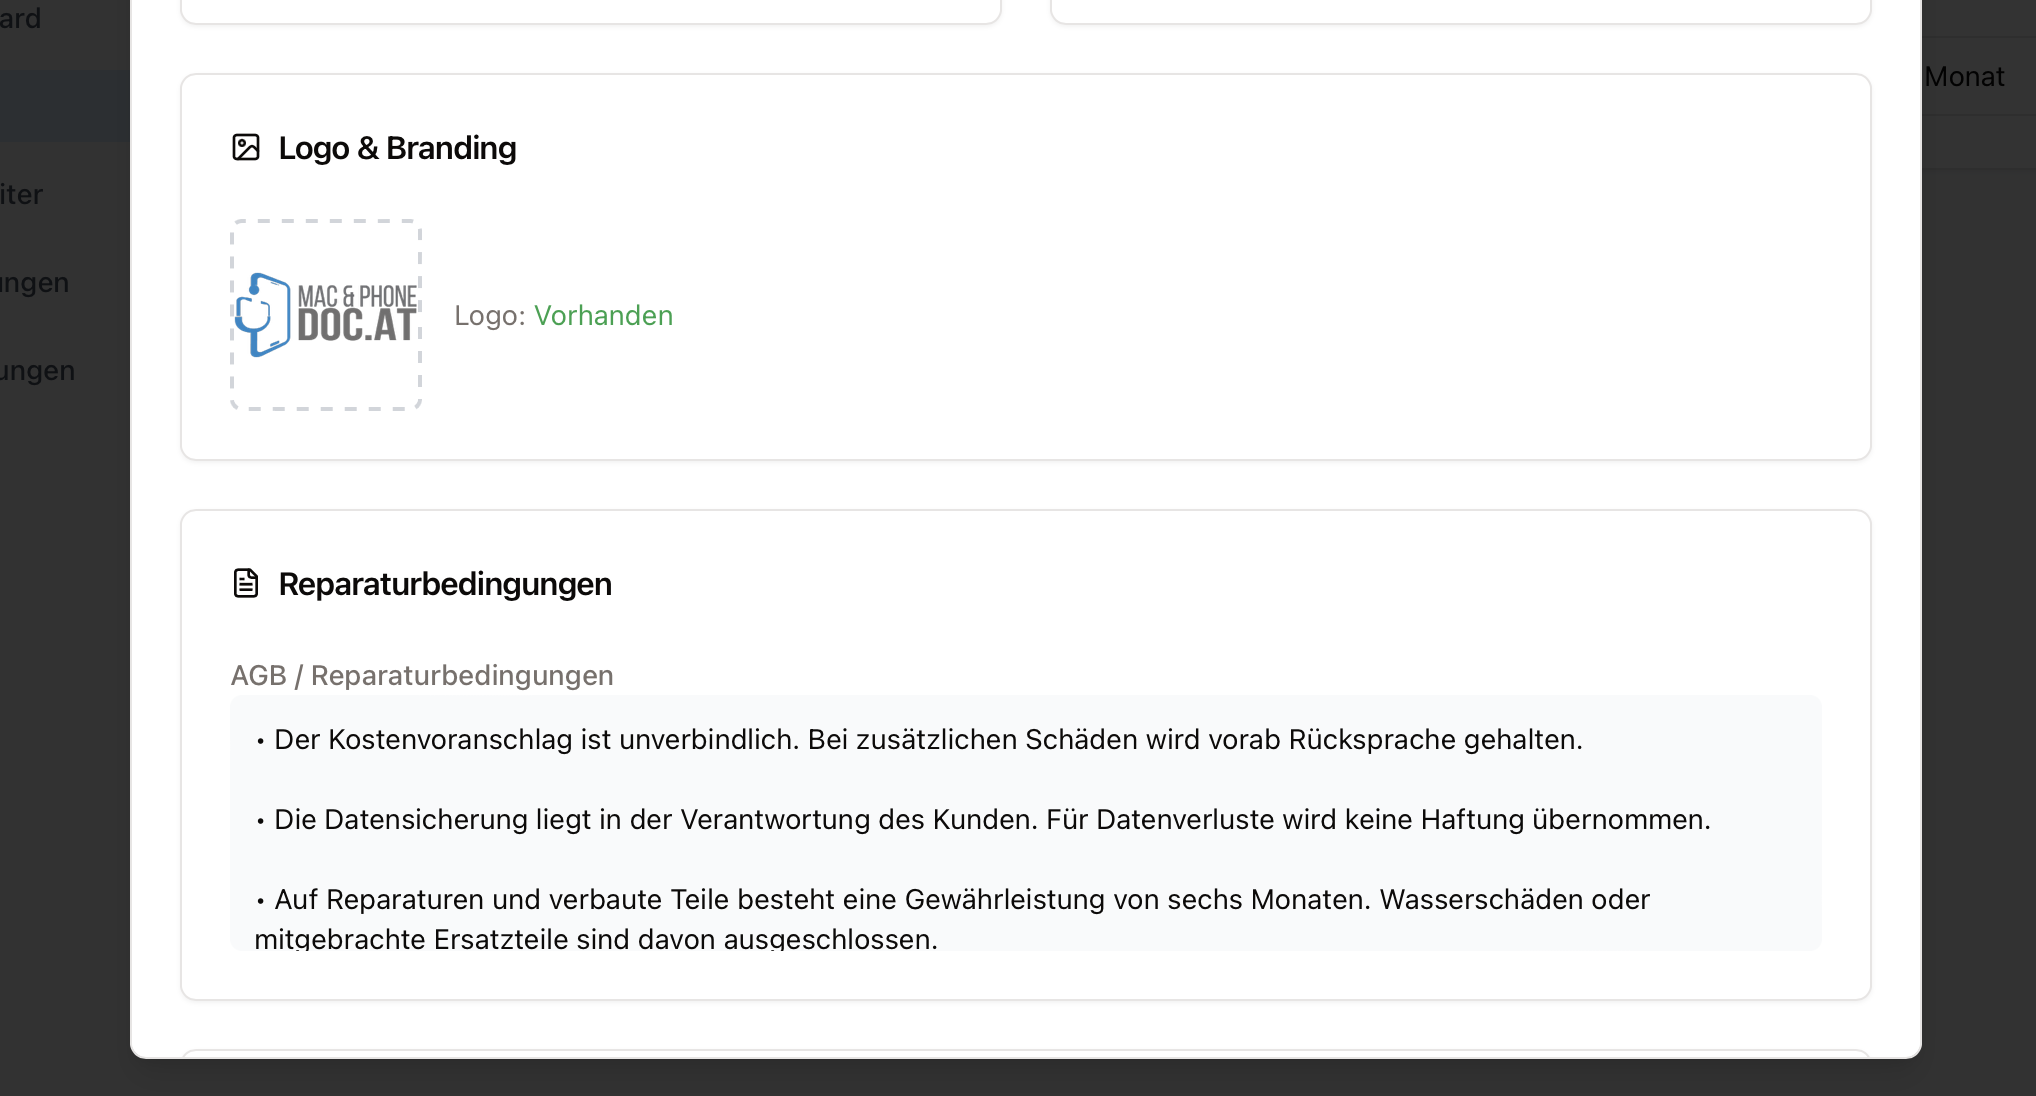 ard
Monat
Logo & Branding
iter
ungen
MAC & PHONE
DOC.AT
Logo: Vorhanden
ungen
Reparaturbedingungen
AGB / Reparaturbedingungen
• Der Kostenvoranschlag ist unverbindlich. Bei zusätzlichen Schäden wird vorab Rücksprache gehalten.
• Die Datensicherung liegt in der Verantwortung des Kunden. Für Datenverluste wird keine Haftung übernommen.
• Auf Reparaturen und verbaute Teile besteht eine Gewährleistung von sechs Monaten. Wasserschäden oder
mitgebrachte Ersatzteile sind davon ausgeschlossen.